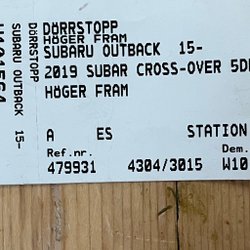 DÖRRSTOPP
HÖGER FRAM
SUBARU OUTBACK 15-
2019 SUBAR CROSS-OVER 5D
HÖGER FRAM
A ES STATION
Ref.nr. Dem.
479931 4304/3015 W10
DÖRRSTOPP
SUBARU OUTBACK 15-